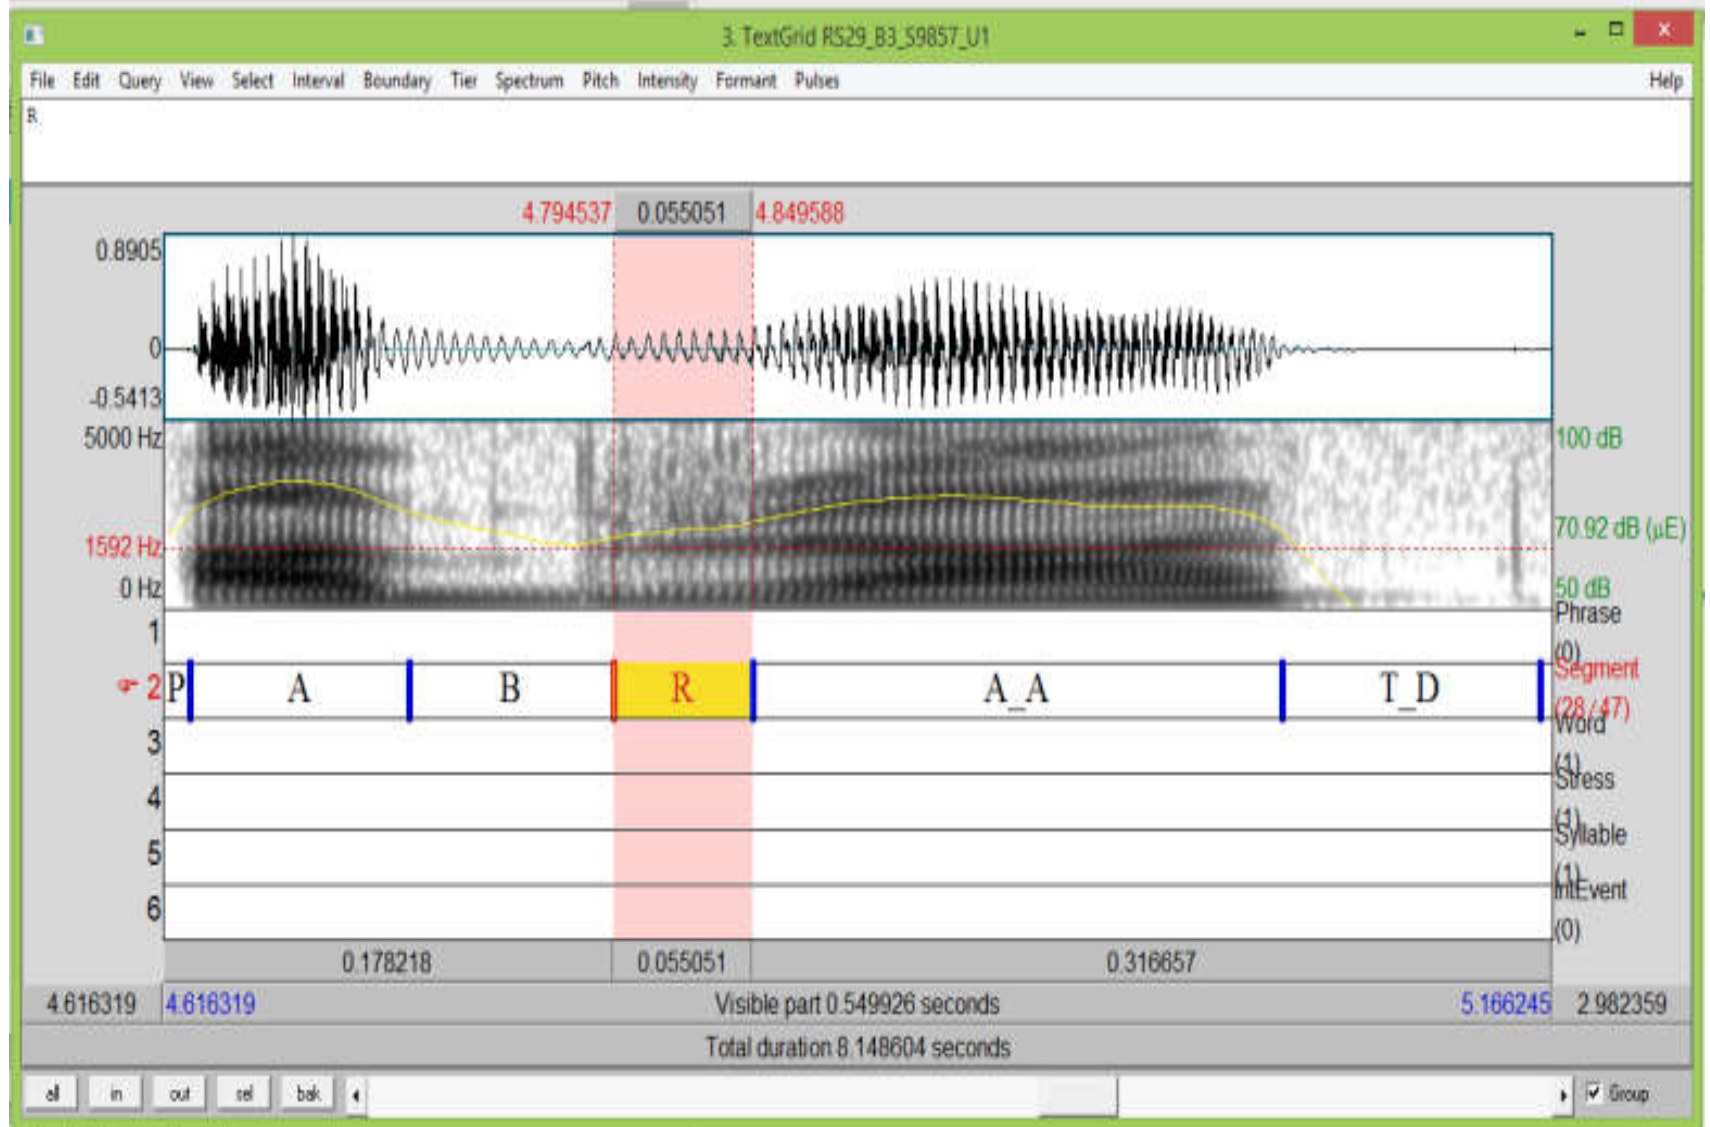 3. TextGrid RS29_B3_S9857_U1
File Edit Query View Select Interval Boundary Tier Spectrum Pitch Intensity Formant Pulses Help
R
4.794537 0.055051 4.849588
0.8905
0
-0.5413
5000 Hz 100 dB
1592 Hz 70.92 dB (µE)
0 Hz 50 dB
1 Phrase
(0)
2 P A B R A_A T_D Segment
(28/47)
3 Word
(1)
4 Stress
(1)
5 Syllable
(1)
6 IntEvent
(0)
0.178218 0.055051 0.316657
4.616319 4.616319 Visible part 0.549926 seconds 5.166245 2.982359
Total duration 8.148604 seconds
all in out sel bak Group